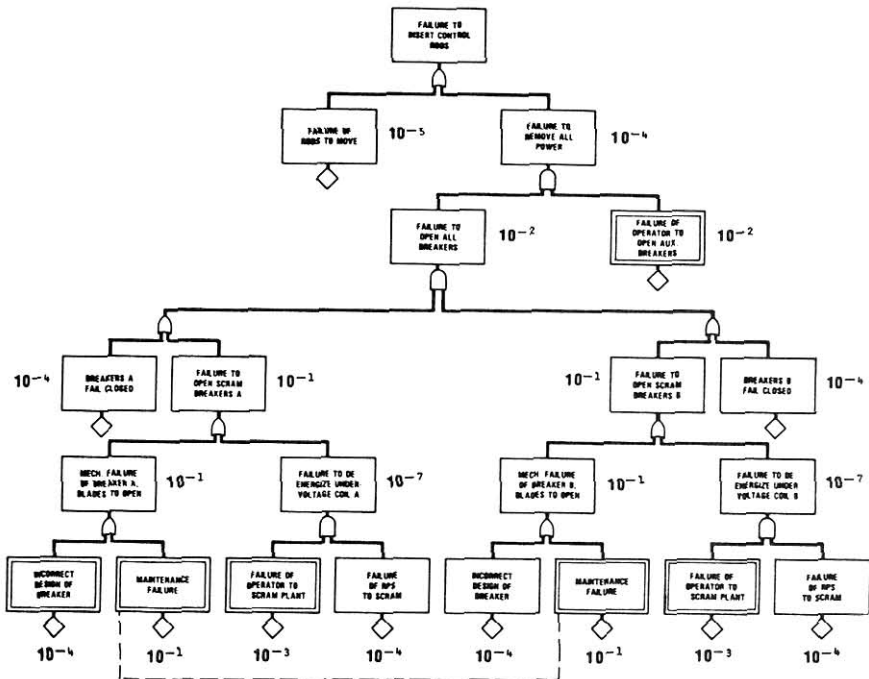 FAILURE TO
INSERT CONTROL
RODS
FAILURE OF
RODS TO MOVE
10−5
FAILURE TO
REMOVE ALL
POWER
10−4
FAILURE TO
OPEN ALL
BREAKERS
10−2
FAILURE OF
OPERATOR TO
OPEN AUX
BREAKERS
10−2
10−4
BREAKERS A
FAIL CLOSED
FAILURE TO
OPEN SCRAM
BREAKERS A
10−1
10−1
FAILURE TO
OPEN SCRAM
BREAKERS B
BREAKERS B
FAIL CLOSED
10−4
MECH. FAILURE
OF BREAKER A,
BLADES TO OPEN
10−1
FAILURE TO DE
ENERGIZE UNDER-
VOLTAGE COIL A
10−7
MECH. FAILURE
OF BREAKER B,
BLADES TO OPEN
10−1
FAILURE TO DE
ENERGIZE UNDER-
VOLTAGE COIL B
10−7
INCORRECT
DESIGN OF
BREAKER
MAINTENANCE
FAILURE
FAILURE OF
OPERATOR TO
SCRAM PLANT
FAILURE
OF RPS
TO SCRAM
INCORRECT
DESIGN OF
BREAKER
MAINTENANCE
FAILURE
FAILURE OF
OPERATOR TO
SCRAM PLANT
FAILURE
OF RPS
TO SCRAM
10−4
10−1
10−3
10−4
10−4
10−1
10−3
10−4